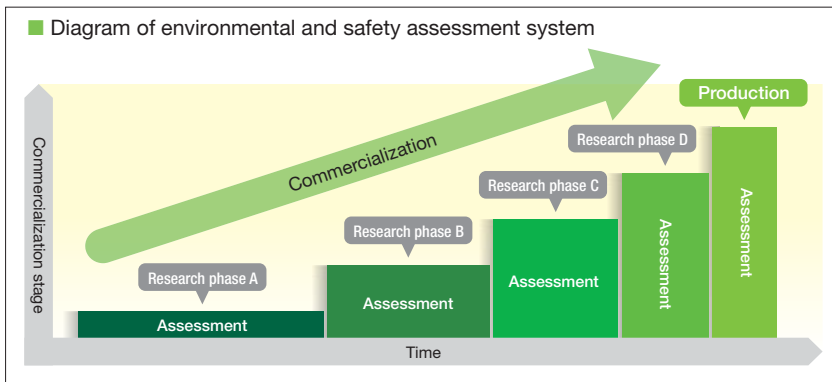 Diagram of environmental and safety assessment system
Production
Research phase D
Commercialization
Research phase C
Research phase B
Research phase A
Assessment
Assessment
Assessment
Assessment
Assessment
Commercialization stage
Time